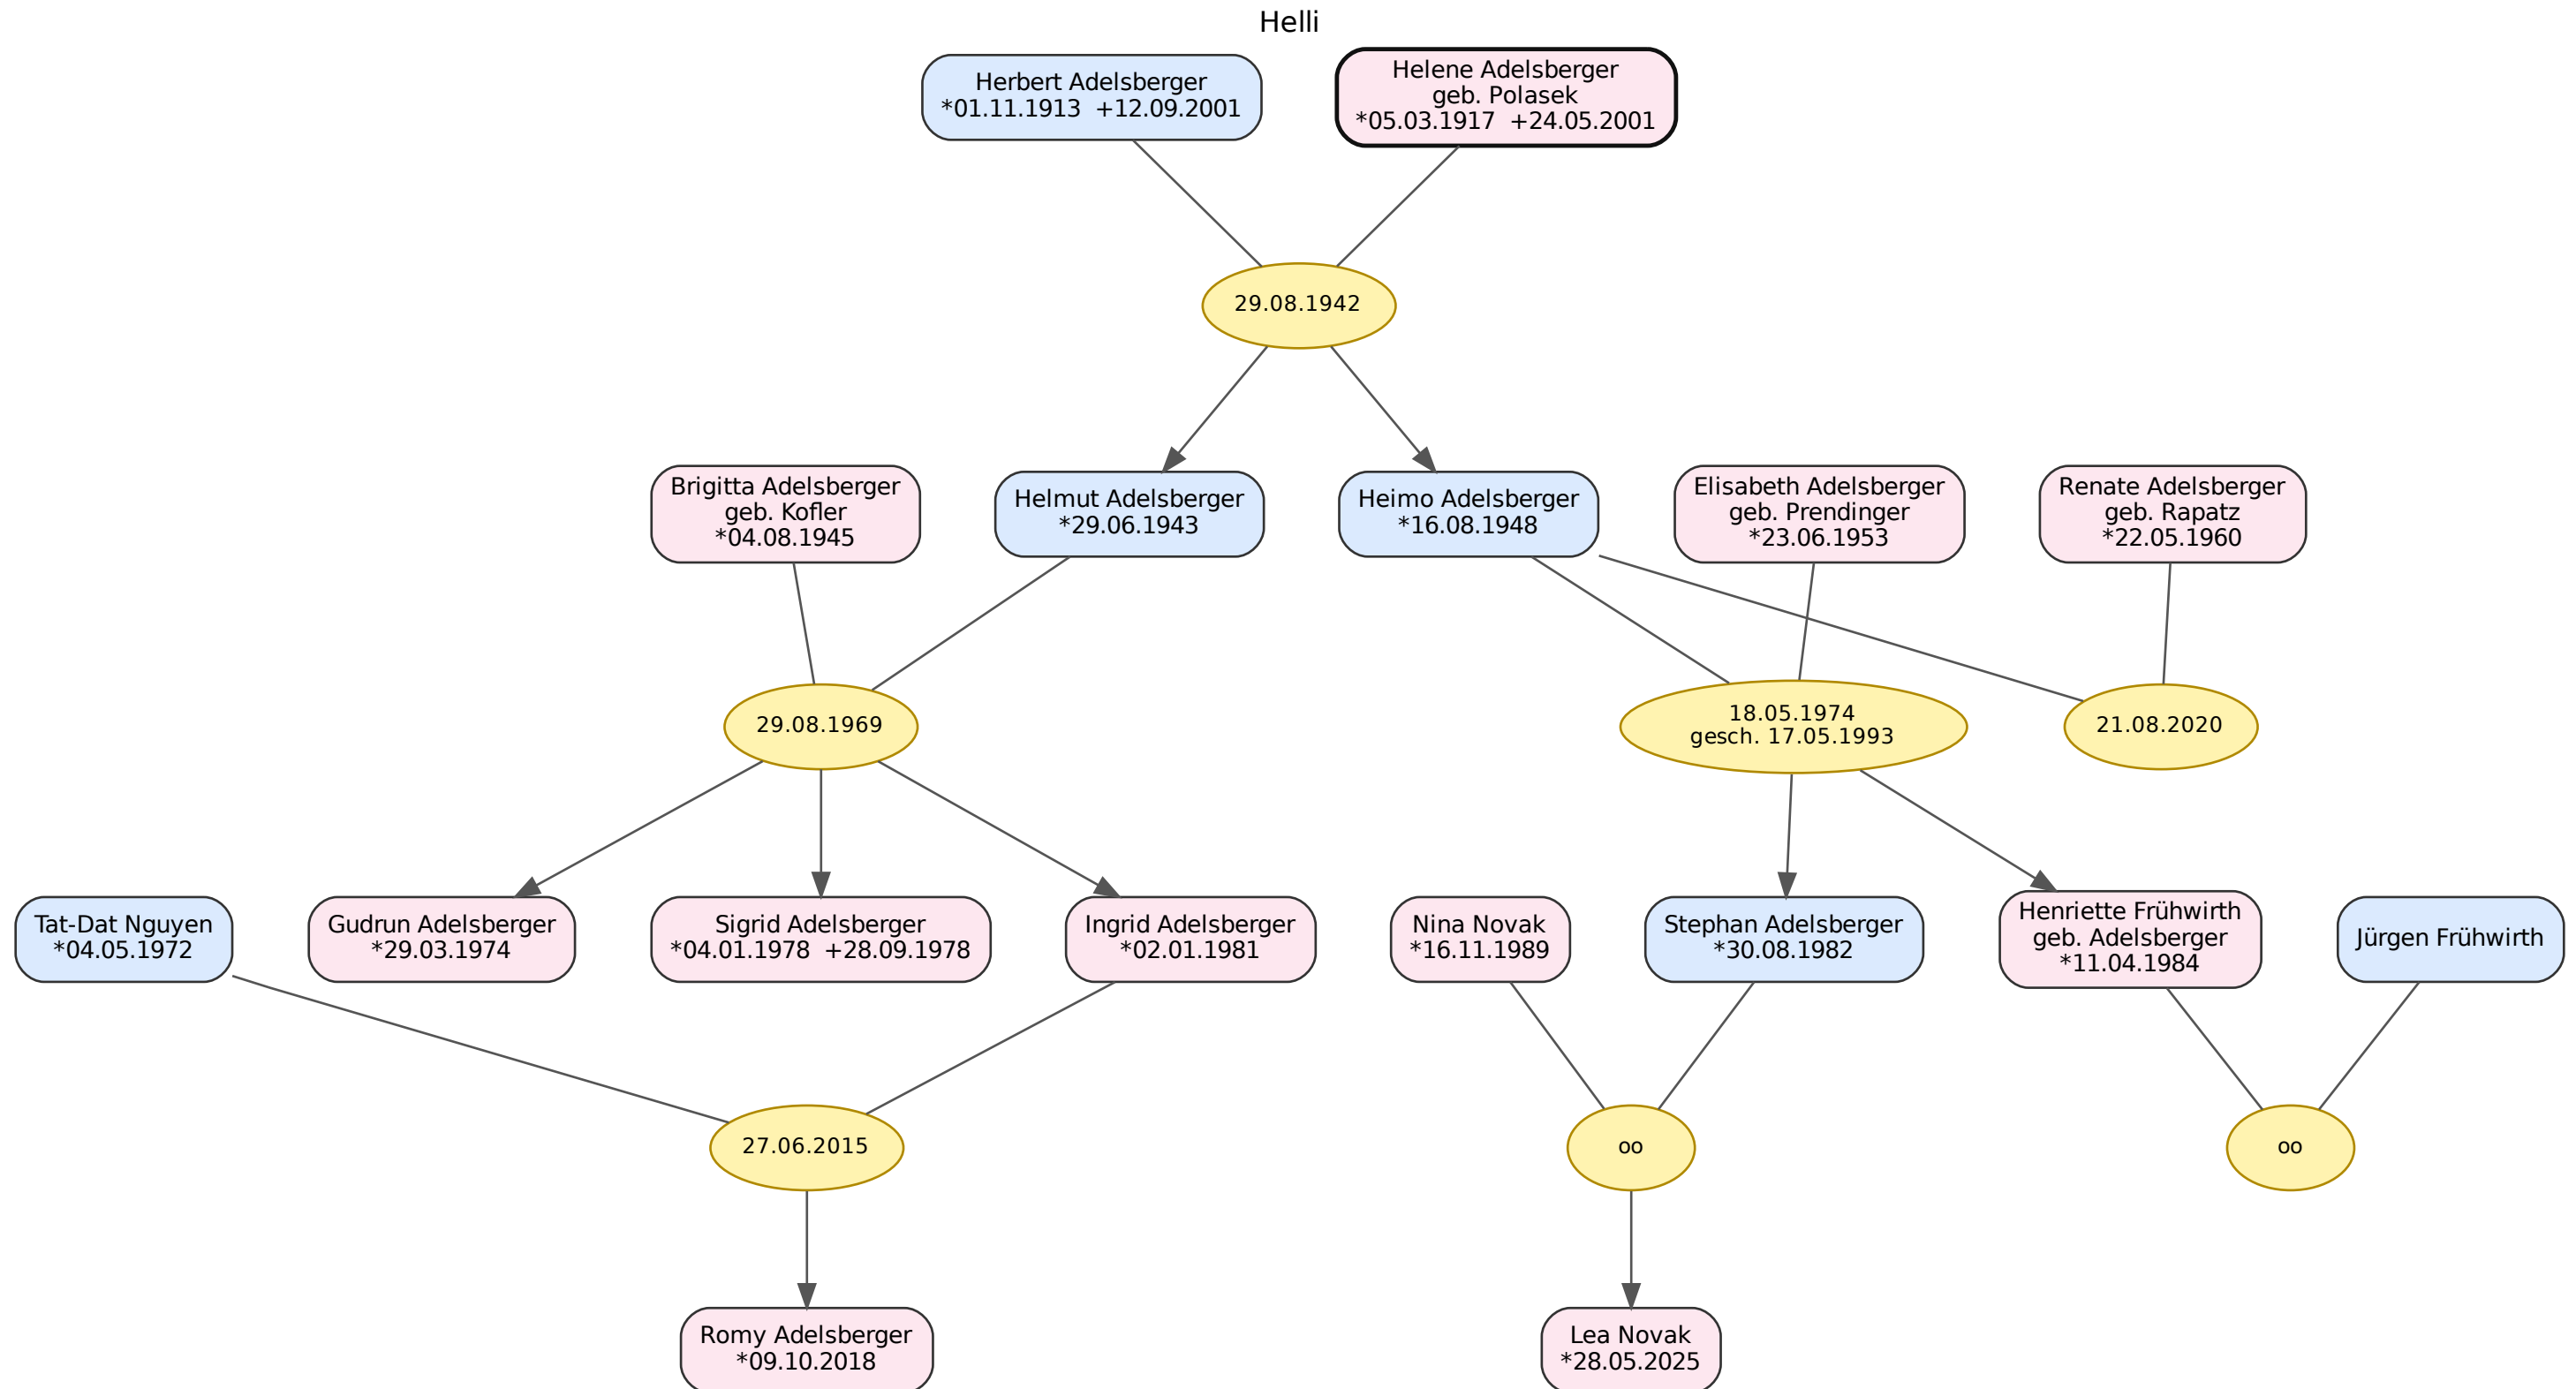 Helli
Herbert Adelsberger
*01.11.1913  +12.09.2001
Helene Adelsberger
geb. Polasek
*05.03.1917  +24.05.2001
29.08.1942
Brigitta Adelsberger
geb. Kofler
*04.08.1945
Helmut Adelsberger
*29.06.1943
Heimo Adelsberger
*16.08.1948
Elisabeth Adelsberger
geb. Prendinger
*23.06.1953
Renate Adelsberger
geb. Rapatz
*22.05.1960
29.08.1969
18.05.1974
gesch. 17.05.1993
21.08.2020
Tat-Dat Nguyen
*04.05.1972
Gudrun Adelsberger
*29.03.1974
Sigrid Adelsberger
*04.01.1978  +28.09.1978
Ingrid Adelsberger
*02.01.1981
Nina Novak
*16.11.1989
Stephan Adelsberger
*30.08.1982
Henriette Frühwirth
geb. Adelsberger
*11.04.1984
Jürgen Frühwirth
27.06.2015
oo
oo
Romy Adelsberger
*09.10.2018
Lea Novak
*28.05.2025